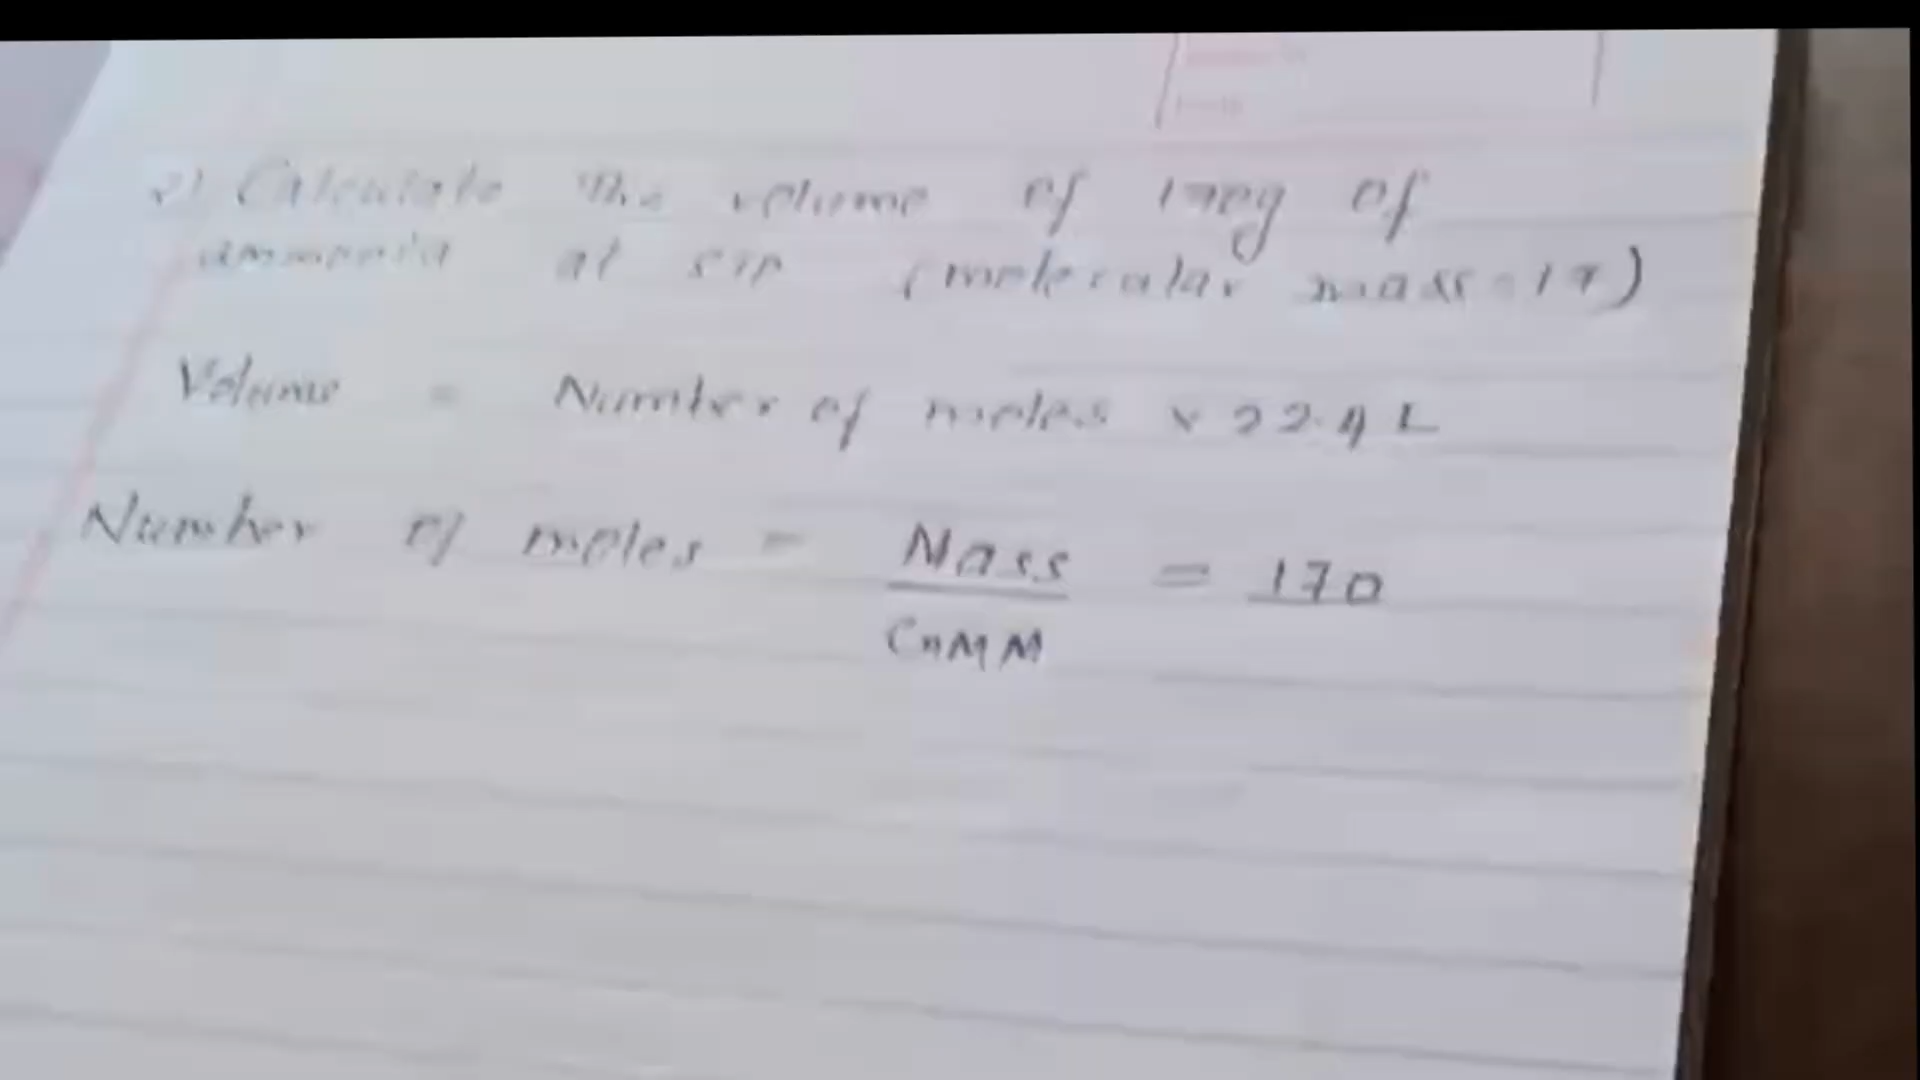 2) Calculate the volume of 170g of
ammonia at STP (molecular mass = 17)
Volume = Number of moles x 22.4 L
Number of moles = Mass = 170
GMM